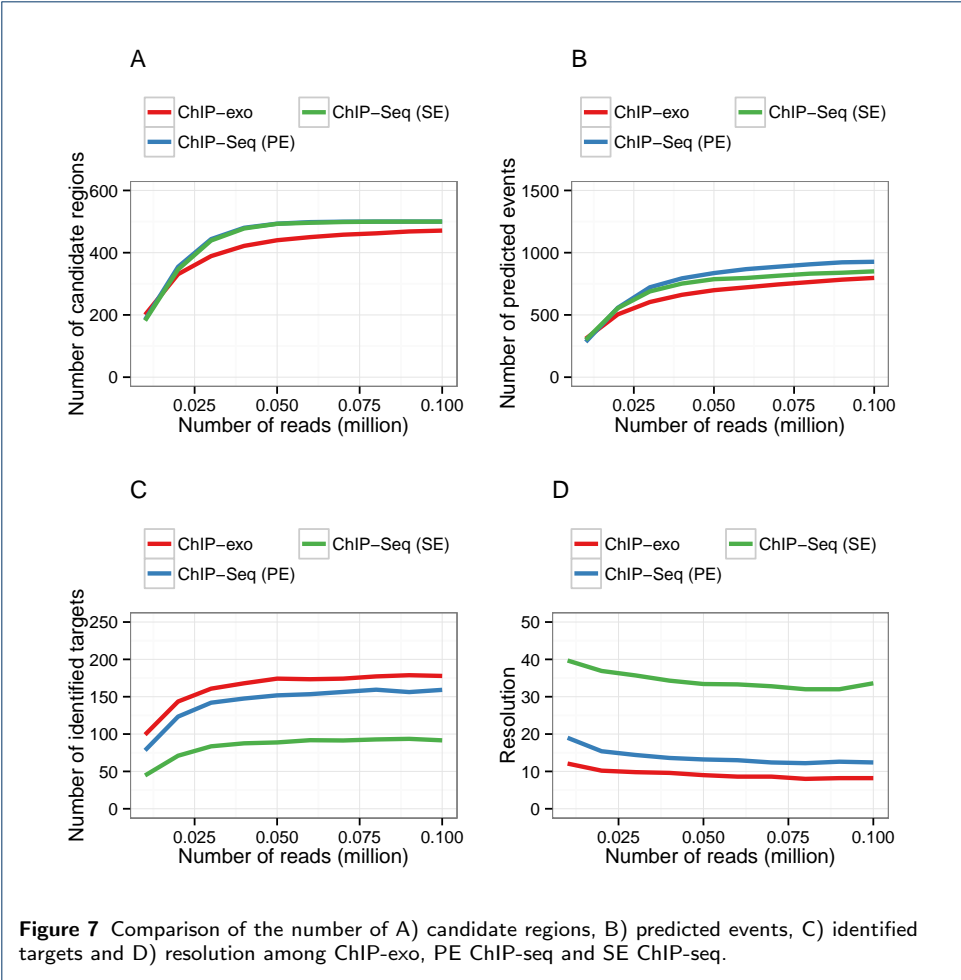 A
ChIP−exo
ChIP−Seq (SE)
ChIP−Seq (PE)
Number of candidate regions
600
400
200
0
0.025
0.050
0.075
0.100
Number of reads (million)
B
ChIP−exo
ChIP−Seq (SE)
ChIP−Seq (PE)
Number of predicted events
1500
1000
500
0
0.025
0.050
0.075
0.100
Number of reads (million)
C
ChIP−exo
ChIP−Seq (SE)
ChIP−Seq (PE)
Number of identified targets
250
200
150
100
50
0
0.025
0.050
0.075
0.100
Number of reads (million)
D
ChIP−exo
ChIP−Seq (SE)
ChIP−Seq (PE)
Resolution
50
40
30
20
10
0
0.025
0.050
0.075
0.100
Number of reads (million)
Figure 7 Comparison of the number of A) candidate regions, B) predicted events, C) identified
targets and D) resolution among ChIP-exo, PE ChIP-seq and SE ChIP-seq.